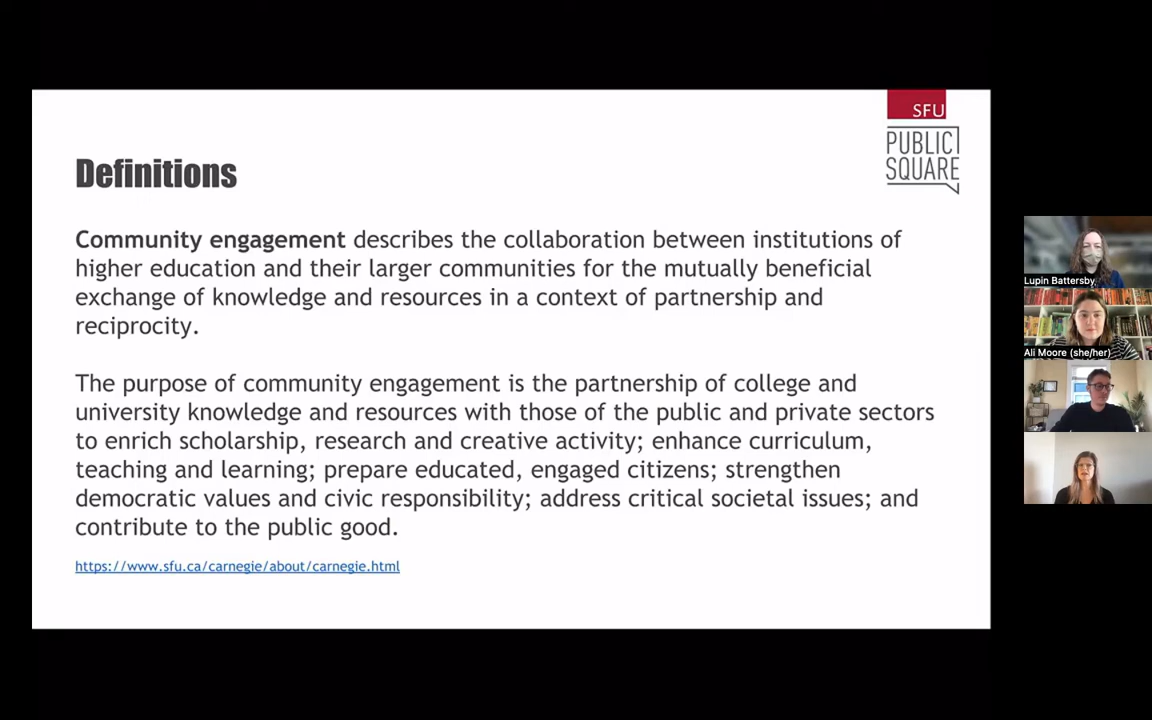 SFU
PUBLIC
SQUARE
Definitions
Community engagement describes the collaboration between institutions of
higher education and their larger communities for the mutually beneficial
exchange of knowledge and resources in a context of partnership and
reciprocity.
The purpose of community engagement is the partnership of college and
university knowledge and resources with those of the public and private sectors
to enrich scholarship, research and creative activity; enhance curriculum,
teaching and learning; prepare educated, engaged citizens; strengthen
democratic values and civic responsibility; address critical societal issues; and
contribute to the public good.
https://www.sfu.ca/carnegie/about/carnegie.html
Lupin Battersby
Ali Moore (she/her)